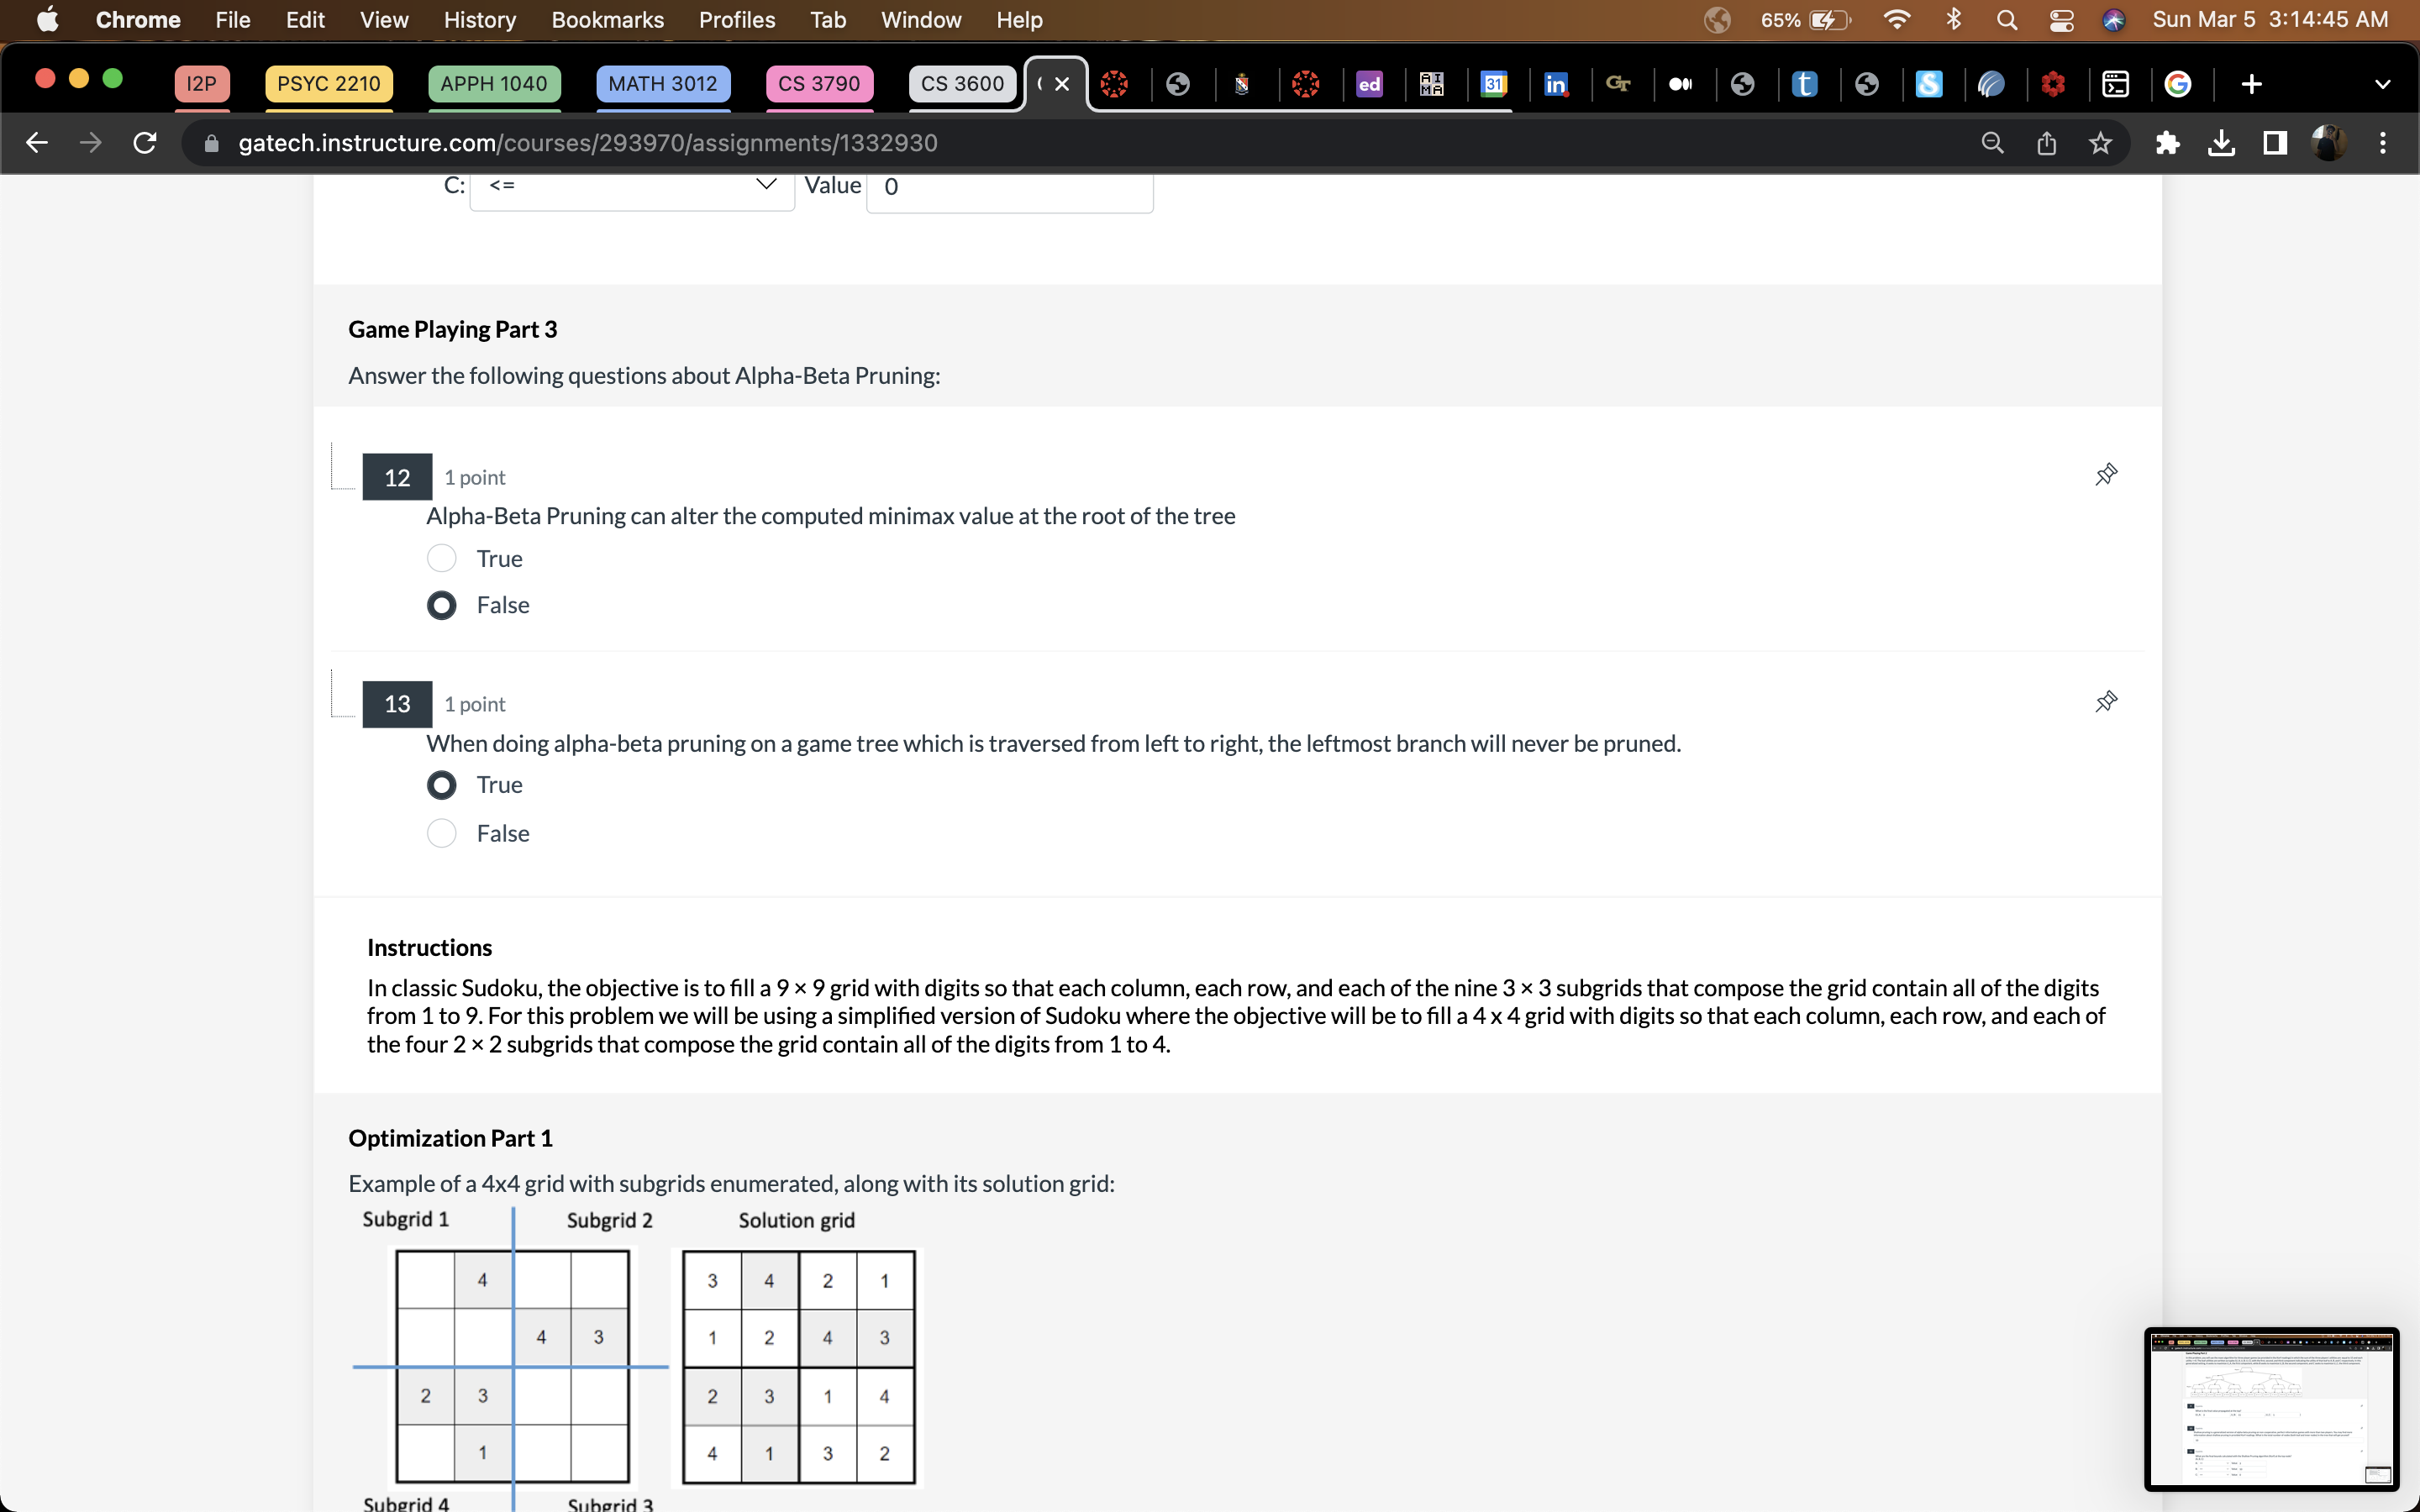 Chrome File Edit View History Bookmarks Profiles Tab Window Help 65% Sun Mar 5 3:14:45 AM
I2P PSYC 2210 APPH 1040 MATH 3012 CS 3790 CS 3600 ed AI MA 31 in GT t S G
gatech.instructure.com/courses/293970/assignments/1332930
C: <= Value 0
Game Playing Part 3
Answer the following questions about Alpha-Beta Pruning:
12 1 point
Alpha-Beta Pruning can alter the computed minimax value at the root of the tree
True
False
13 1 point
When doing alpha-beta pruning on a game tree which is traversed from left to right, the leftmost branch will never be pruned.
True
False
Instructions
In classic Sudoku, the objective is to fill a 9 × 9 grid with digits so that each column, each row, and each of the nine 3 × 3 subgrids that compose the grid contain all of the digits
from 1 to 9. For this problem we will be using a simplified version of Sudoku where the objective will be to fill a 4 x 4 grid with digits so that each column, each row, and each of
the four 2 × 2 subgrids that compose the grid contain all of the digits from 1 to 4.
Optimization Part 1
Example of a 4x4 grid with subgrids enumerated, along with its solution grid:
Subgrid 1 Subgrid 2 Solution grid
4 3 4 2 1
4 3 1 2 4 3
2 3 2 3 1 4
1 4 1 3 2
Subgrid 4 Subgrid 3